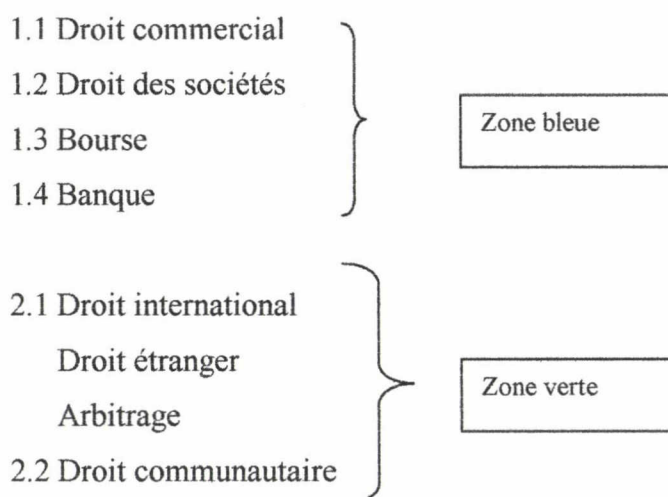 1.1 Droit commercial
1.2 Droit des sociétés
1.3 Bourse
1.4 Banque
Zone bleue
2.1 Droit international
Droit étranger
Arbitrage
2.2 Droit communautaire
Zone verte